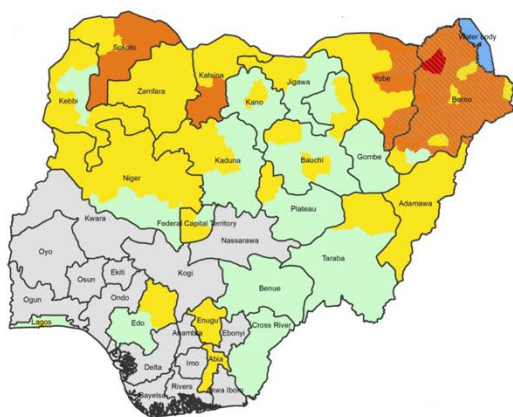 Sokoto
Water body
Katsina
Yobe
Jigawa
Zamfara
Kebbi
Kano
Borno
Kaduna
Bauchi
Gombe
Niger
Adamawa
Plateau
Kwara
Federal Capital Territory
Nassarawa
Oyo
Taraba
Kogi
Ekiti
Osun
Benue
Ondo
Ogun
Lagos
Edo
Enugu
Cross River
Anambra
Ebonyi
Abia
Imo
Delta
Rivers
Akwa Ibom
Bayelsa